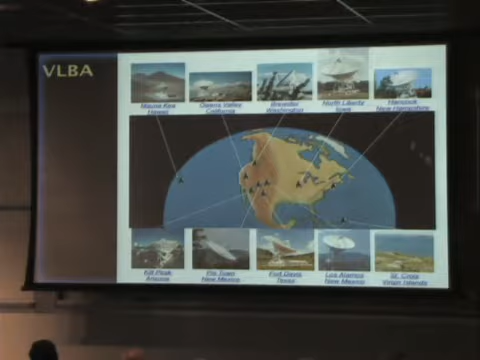 VLBA
Mauna Kea
Hawaii
Owens Valley
California
Brewster
Washington
North Liberty
Iowa
Hancock
New Hampshire
Kitt Peak
Arizona
Pie Town
New Mexico
Fort Davis
Texas
Los Alamos
New Mexico
St. Croix
Virgin Islands